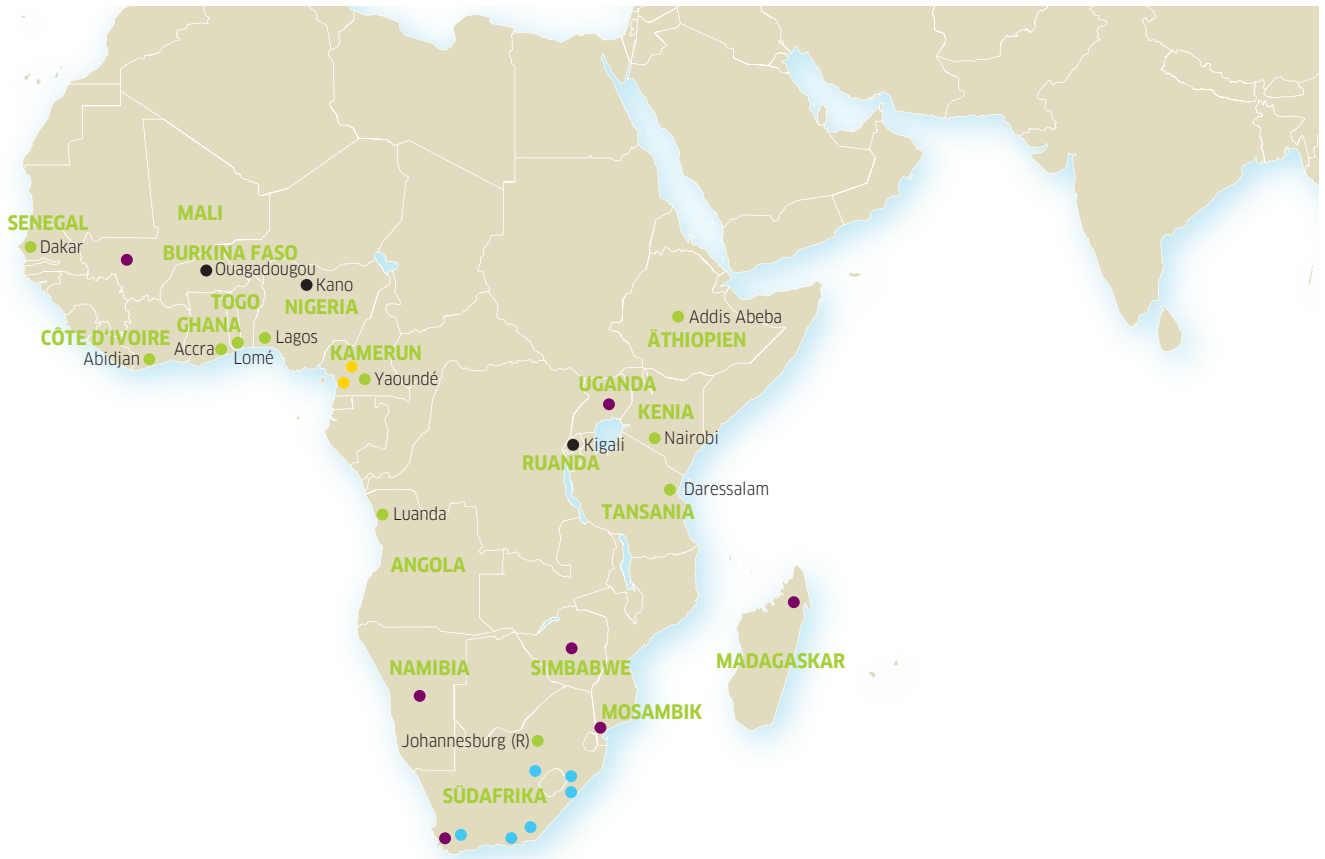 MALI
SENEGAL
Dakar
BURKINA FASO
Ouagadougou
Kano
TOGO
NIGERIA
GHANA
CÔTE D'IVOIRE
Abidjan
Accra
Lomé
Lagos
KAMERUN
Yaoundé
Addis Abeba
ÄTHIOPIEN
UGANDA
KENIA
Nairobi
Kigali
RUANDA
Daressalam
TANSANIA
Luanda
ANGOLA
NAMIBIA
SIMBABWE
MADAGASKAR
MOSAMBIK
Johannesburg (R)
SÜDAFRIKA